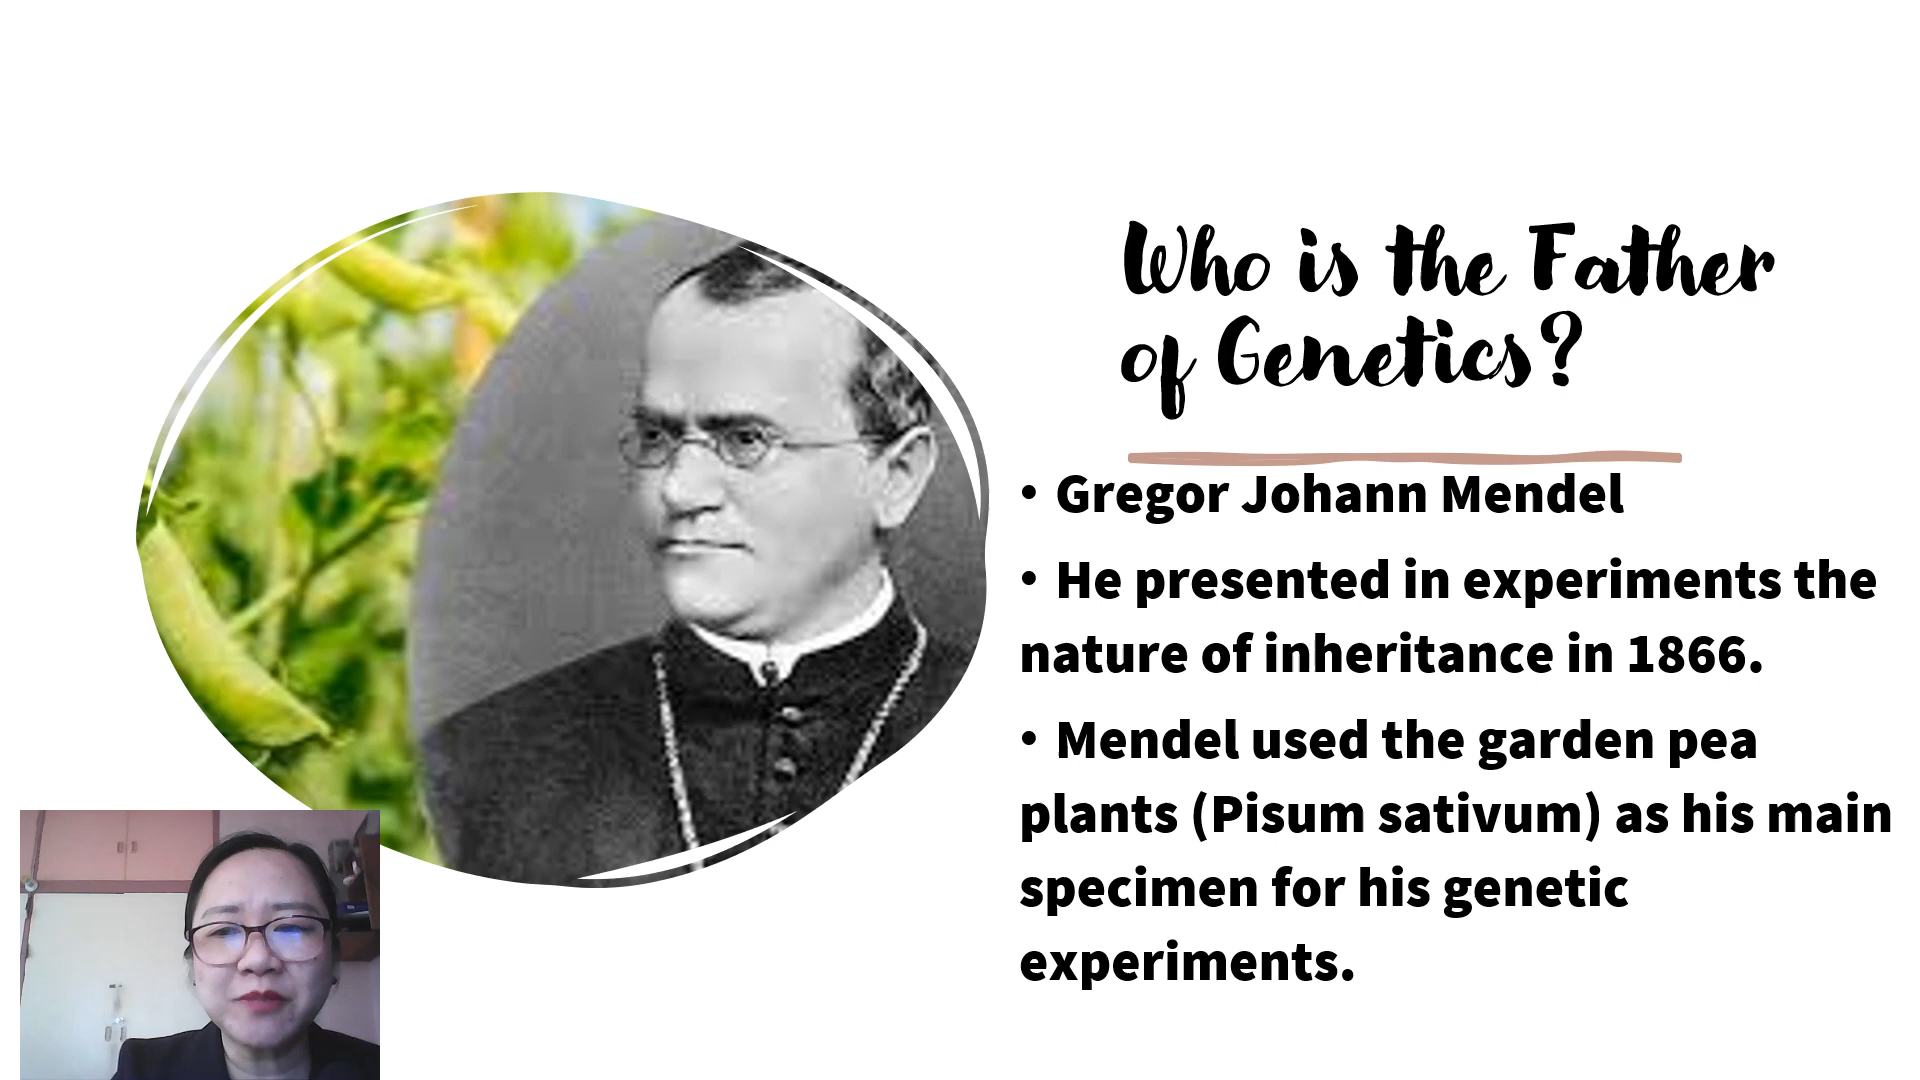 Who is the Father
of Genetics?
• Gregor Johann Mendel
• He presented in experiments the
nature of inheritance in 1866.
• Mendel used the garden pea
plants (Pisum sativum) as his main
specimen for his genetic
experiments.